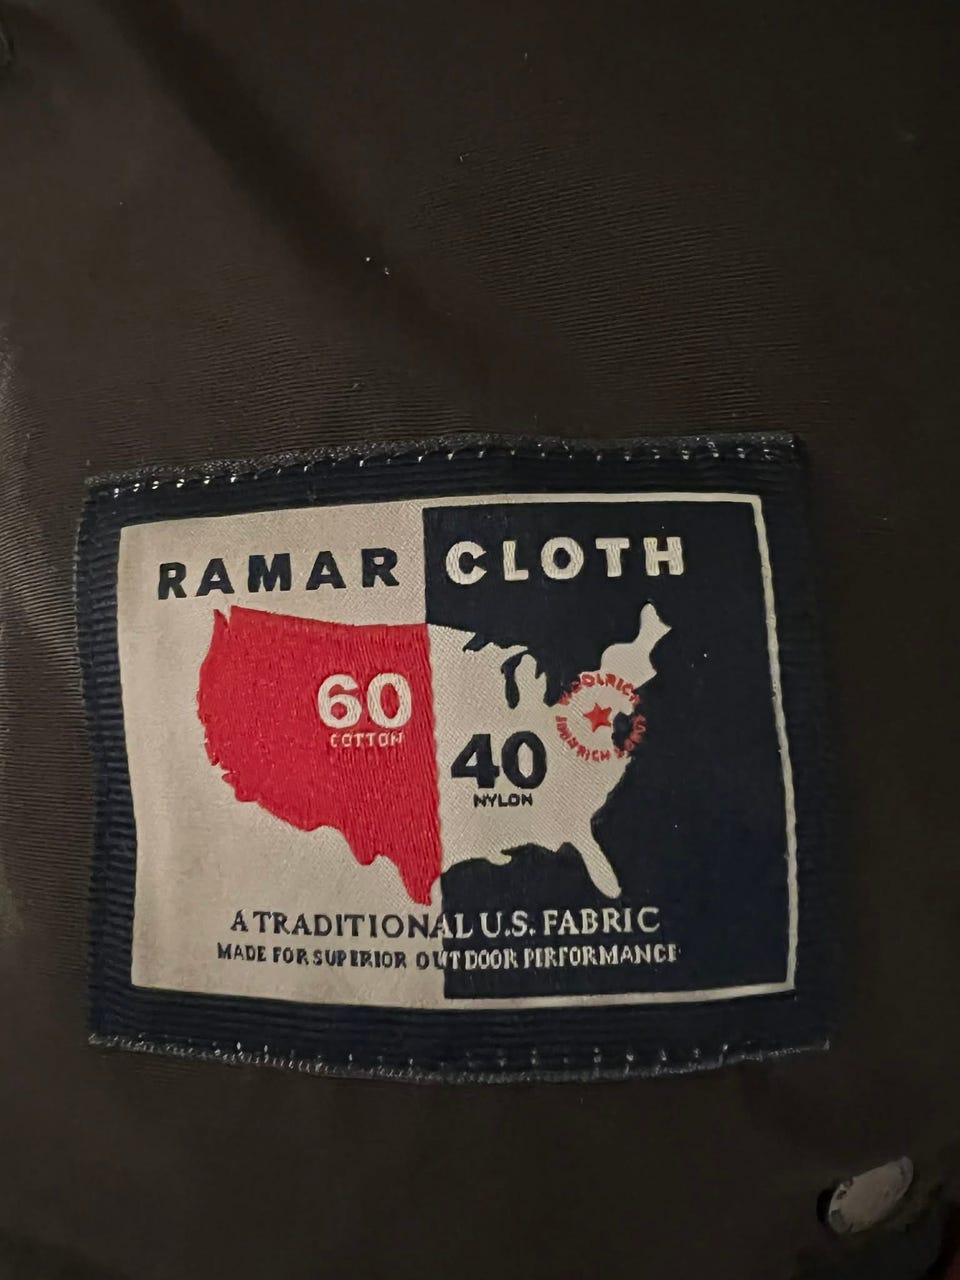 RAMAR CLOTH
60
COTTON
40
NYLON
WOOLRICH
A TRADITIONAL U.S. FABRIC
MADE FOR SUPERIOR OUTDOOR PERFORMANCE